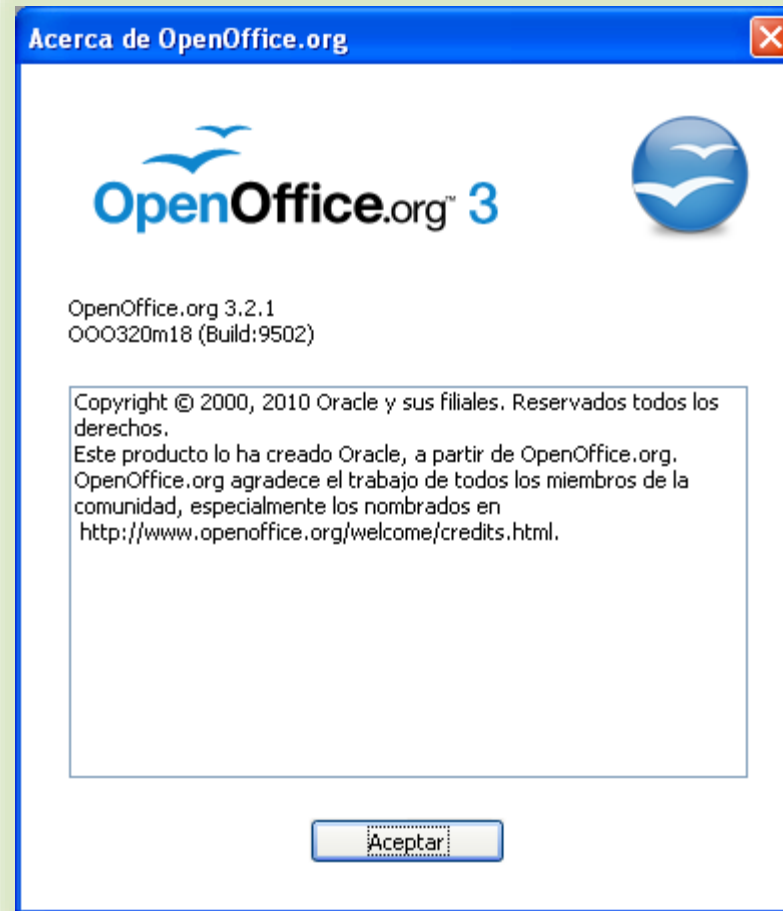 Acerca de OpenOffice.org
OpenOffice.org™ 3
OpenOffice.org 3.2.1
OOO320m18 (Build:9502)
Copyright © 2000, 2010 Oracle y sus filiales. Reservados todos los
derechos.
Este producto lo ha creado Oracle, a partir de OpenOffice.org.
OpenOffice.org agradece el trabajo de todos los miembros de la
comunidad, especialmente los nombrados en
http://www.openoffice.org/welcome/credits.html.
Aceptar